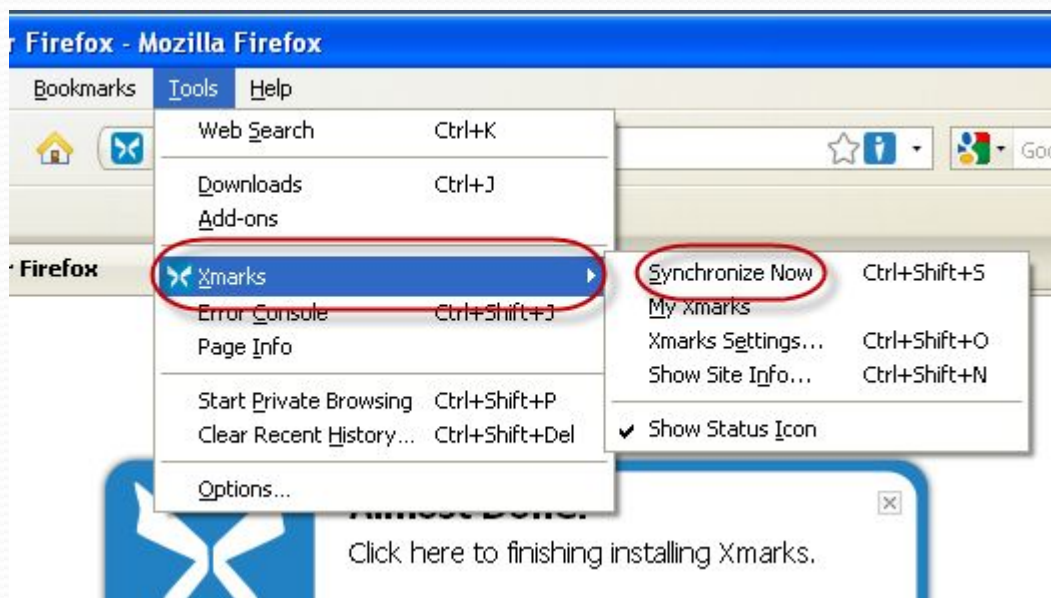 Firefox - Mozilla Firefox
Bookmarks Tools Help
Web Search Ctrl+K
Downloads Ctrl+J
Add-ons
Firefox
Xmarks
Error Console Ctrl+Shift+J
Page Info
Start Private Browsing Ctrl+Shift+P
Clear Recent History... Ctrl+Shift+Del
Options...
Synchronize Now Ctrl+Shift+S
My Xmarks
Xmarks Settings... Ctrl+Shift+O
Show Site Info... Ctrl+Shift+N
Show Status Icon
Almost Done!
Click here to finishing installing Xmarks.